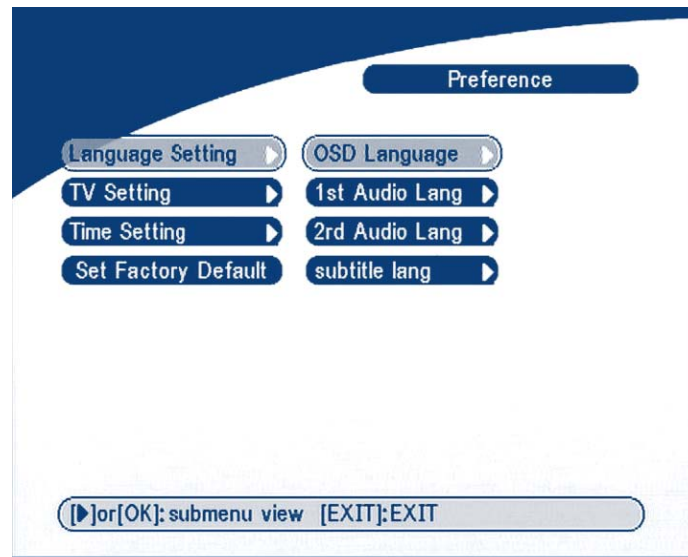 Preference
Language Setting
OSD Language
TV Setting
1st Audio Lang
Time Setting
2rd Audio Lang
Set Factory Default
subtitle lang
[▶]or[OK]: submenu view [EXIT]:EXIT